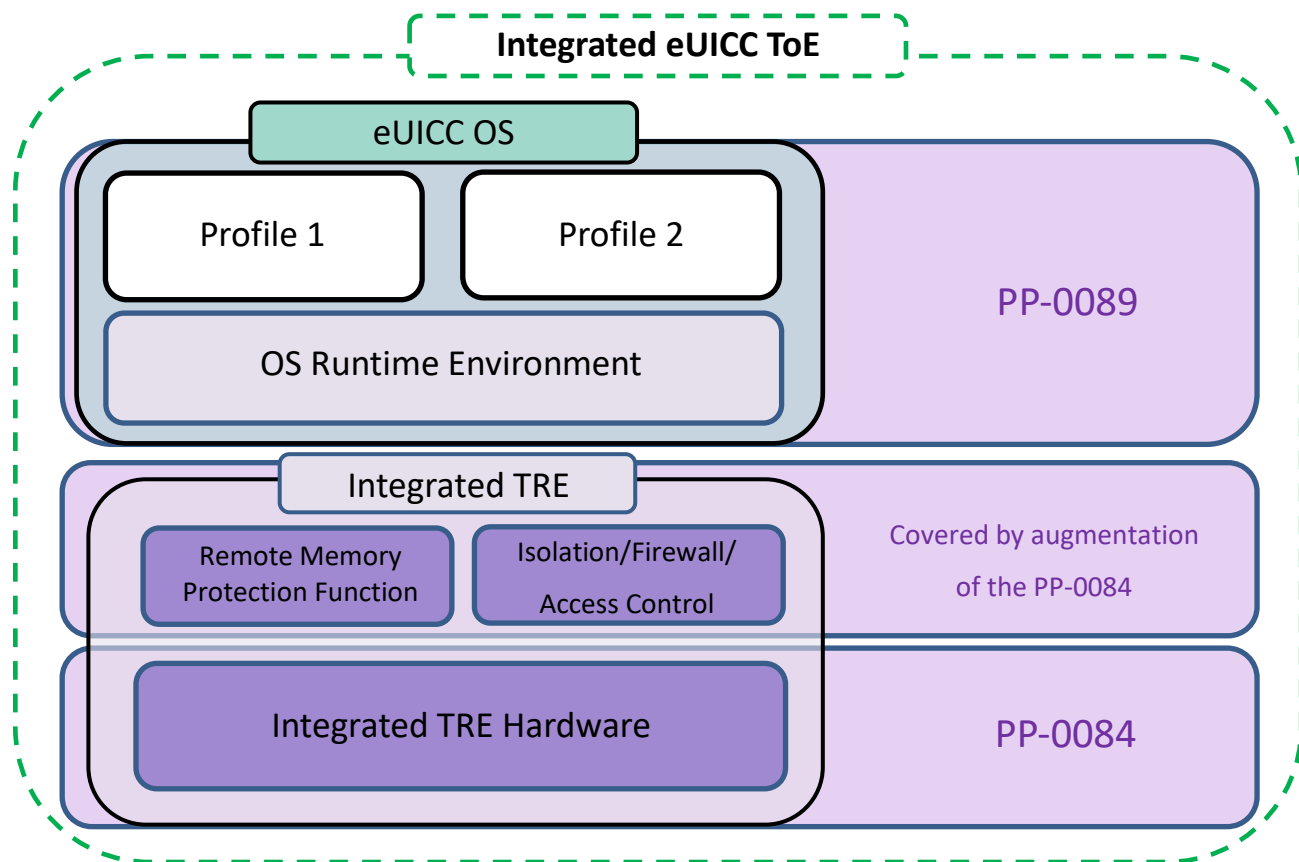 Integrated eUICC ToE
eUICC OS
Profile 1
Profile 2
PP-0089
OS Runtime Environment
Integrated TRE
Remote Memory
Protection Function
Isolation/Firewall/
Access Control
Covered by augmentation
of the PP-0084
Integrated TRE Hardware
PP-0084